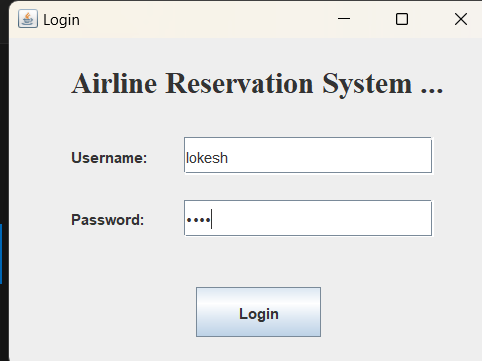 Login
Airline Reservation System ...
Username: lokesh
Password: ••••
Login